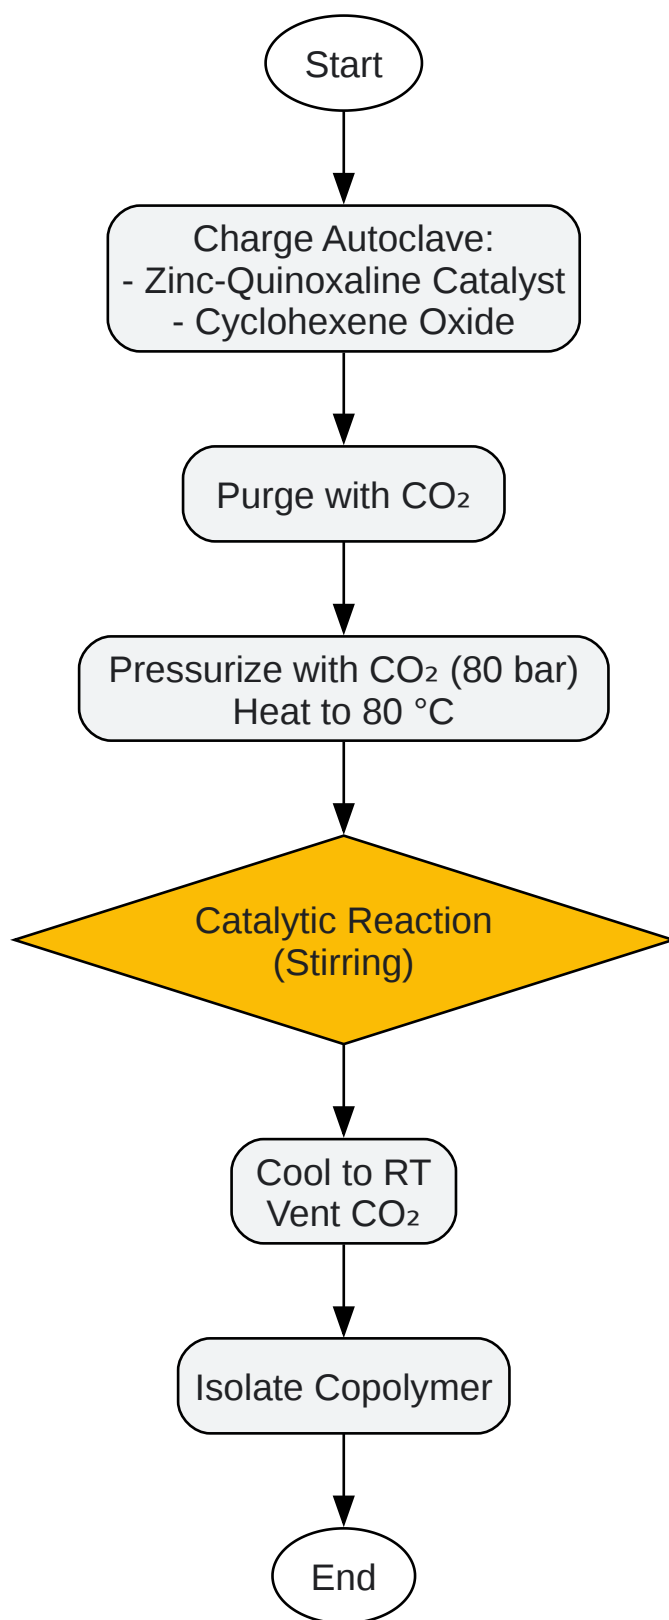 Start
Charge Autoclave:
- Zinc-Quinoxaline Catalyst
- Cyclohexene Oxide
Purge with CO₂
Pressurize with CO₂ (80 bar)
Heat to 80 °C
Catalytic Reaction
(Stirring)
Cool to RT
Vent CO₂
Isolate Copolymer
End